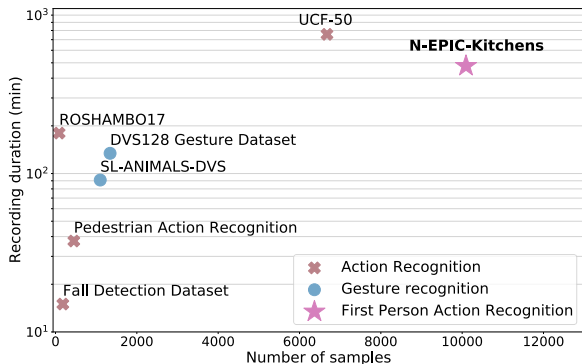 10³
UCF-50
N-EPIC-Kitchens
ROSHAMBO17
DVS128 Gesture Dataset
10²
SL-ANIMALS-DVS
Pedestrian Action Recognition
Fall Detection Dataset
10¹
Recording duration (min)
Action Recognition
Gesture recognition
First Person Action Recognition
0 2000 4000 6000 8000 10000 12000
Number of samples